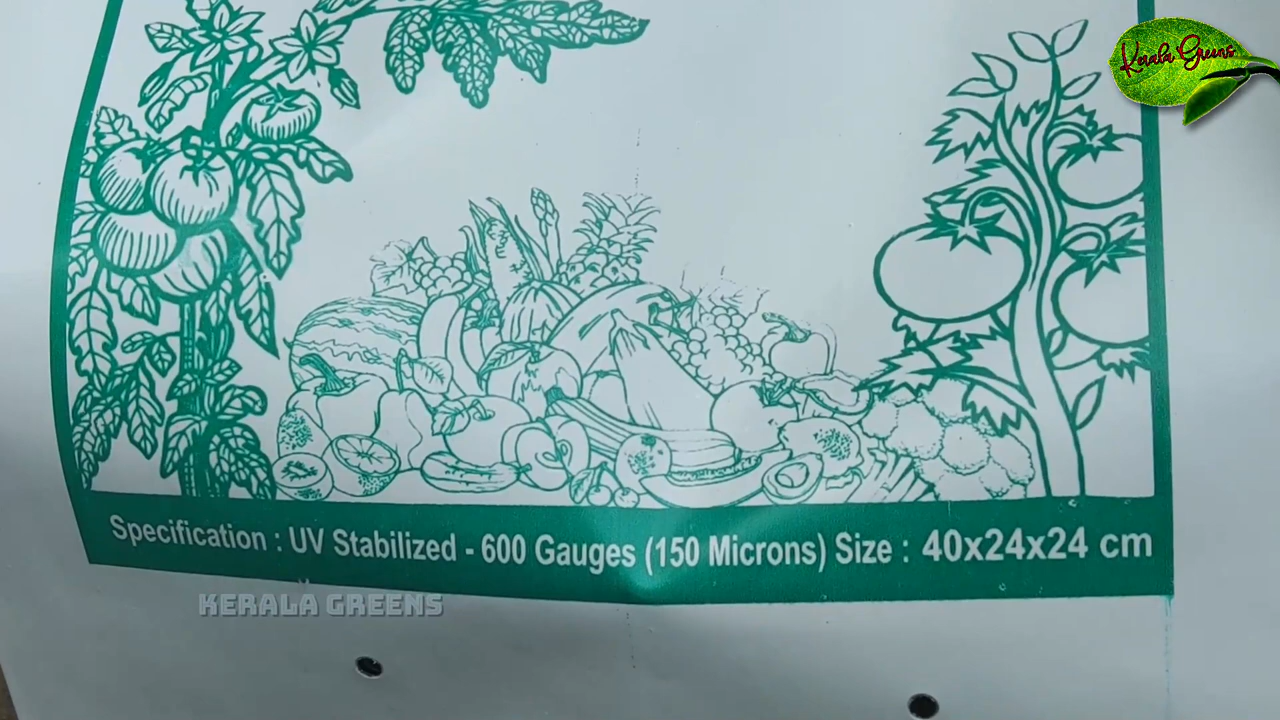 Kerala Greens
Specification : UV Stabilized - 600 Gauges (150 Microns) Size : 40x24x24 cm
KERALA GREENS